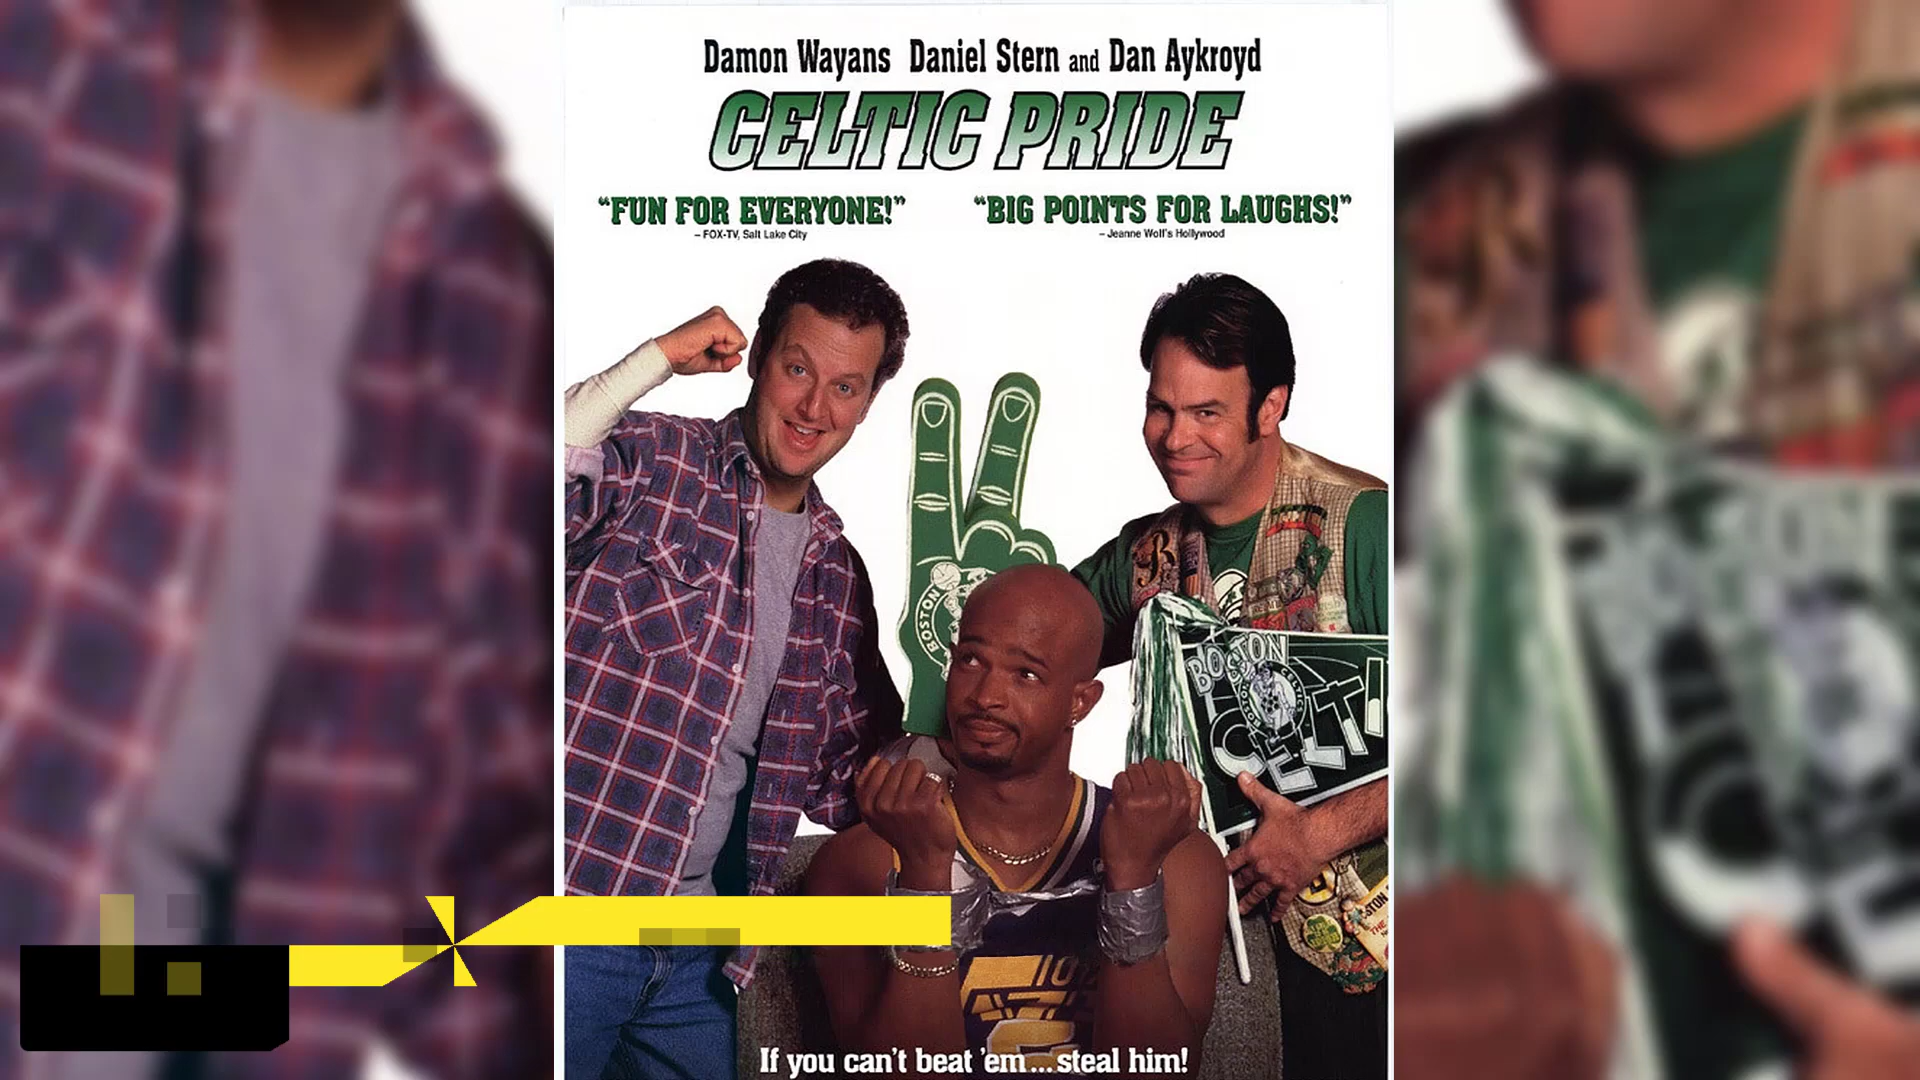 Damon Wayans Daniel Stern and Dan Aykroyd
CELTIC PRIDE
“FUN FOR EVERYONE!” “BIG POINTS FOR LAUGHS!”
– FOX-TV, Salt Lake City – Jeanne Wolf's Hollywood
BOSTON
BOSTON
CELTI
If you can't beat 'em...steal him!